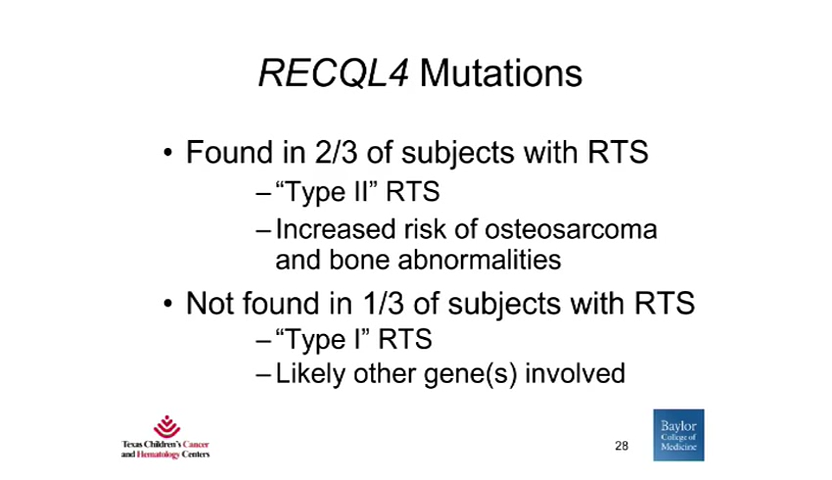 RECQL4 Mutations
• Found in 2/3 of subjects with RTS
– “Type II” RTS
– Increased risk of osteosarcoma
and bone abnormalities
• Not found in 1/3 of subjects with RTS
– “Type I” RTS
– Likely other gene(s) involved
Texas Children's Cancer
and Hematology Centers
28
Baylor
College of
Medicine